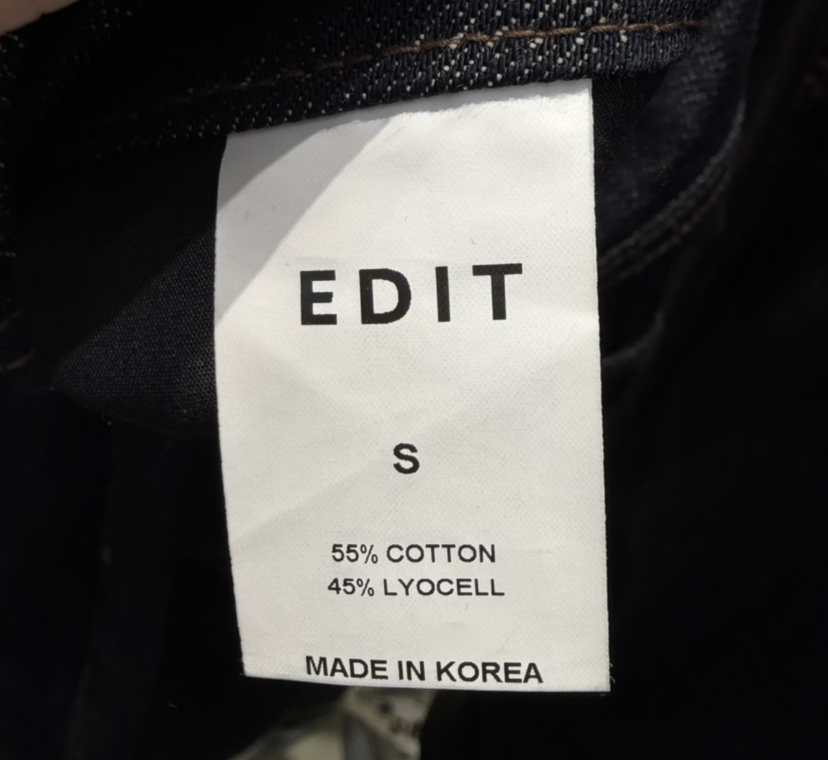 EDIT
S
55% COTTON
45% LYOCELL
MADE IN KOREA